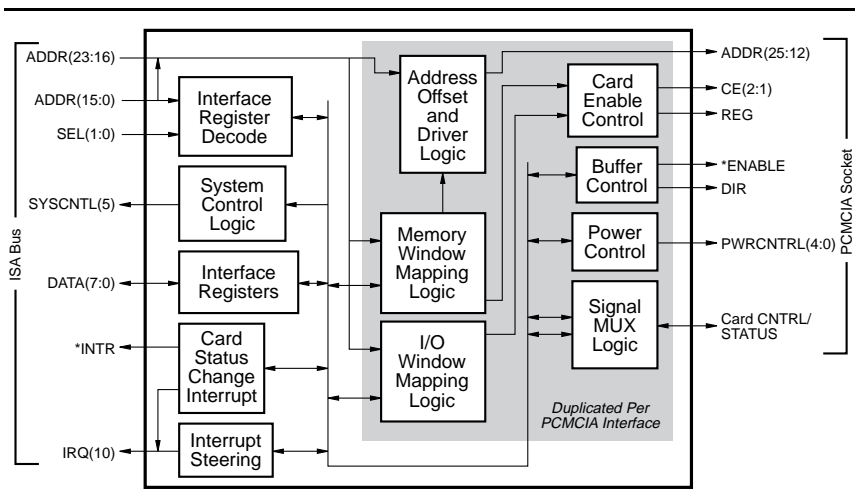 ISA Bus
ADDR(23:16)
ADDR(15:0)
SEL(1:0)
SYSCNTL(5)
DATA(7:0)
*INTR
IRQ(10)
Interface
Register
Decode
System
Control
Logic
Interface
Registers
Card
Status
Change
Interrupt
Interrupt
Steering
Address
Offset
and
Driver
Logic
Memory
Window
Mapping
Logic
I/O
Window
Mapping
Logic
Card
Enable
Control
Buffer
Control
Power
Control
Signal
MUX
Logic
Duplicated Per
PCMCIA Interface
ADDR(25:12)
CE(2:1)
REG
*ENABLE
DIR
PWRCNTRL(4:0)
Card CNTRL/
STATUS
PCMCIA Socket